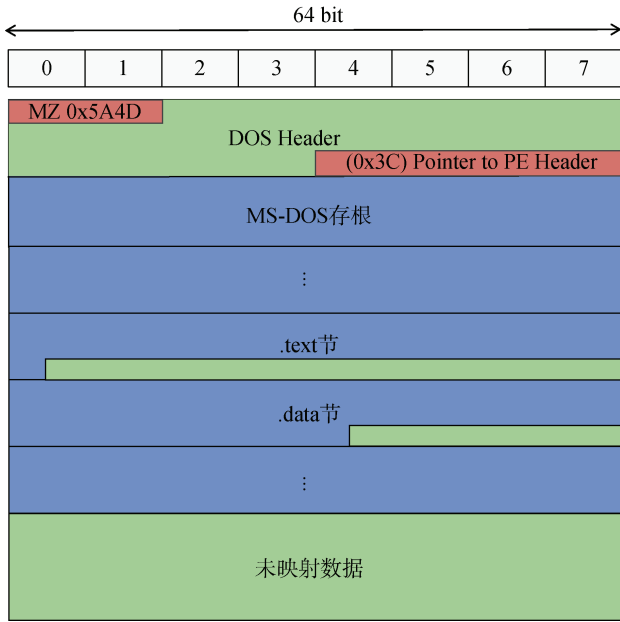 64 bit
0 1 2 3 4 5 6 7
MZ 0x5A4D
DOS Header
(0x3C) Pointer to PE Header
MS-DOS存根
⋮
.text节
.data节
⋮
未映射数据